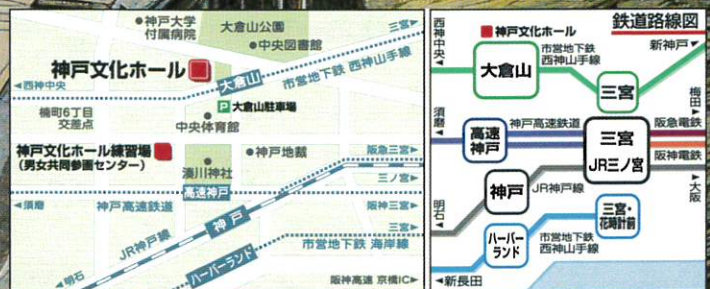 神戸大学
付属病院
大倉山公園
中央図書館
三宮▶
神戸文化ホール
大倉山
市営地下鉄 西神山手線
◀西神中央
P大倉山駐車場
楠町6丁目
交差点
中央体育館
神戸文化ホール練習場
(男女共同参画センター)
神戸地裁
阪急三宮▶
湊川神社
三ノ宮▶
高速神戸
◀須磨
神戸高速鉄道
阪神三宮▶
神戸
三宮▶
JR神戸線
市営地下鉄 海岸線
ハーバーランド
◀明石
阪神高速 京橋IC▶
鉄道路線図
西神中央▶
神戸文化ホール
新神戸▶
市営地下鉄
西神山手線
大倉山
三宮
梅田▶
須磨▶
神戸高速鉄道
阪急電鉄
高速
神戸
三宮
JR三ノ宮
阪神電鉄
神戸
JR神戸線
大阪
明石▶
三宮・
花時計前
ハーバー
ランド
市営地下鉄
西神山手線
◀新長田